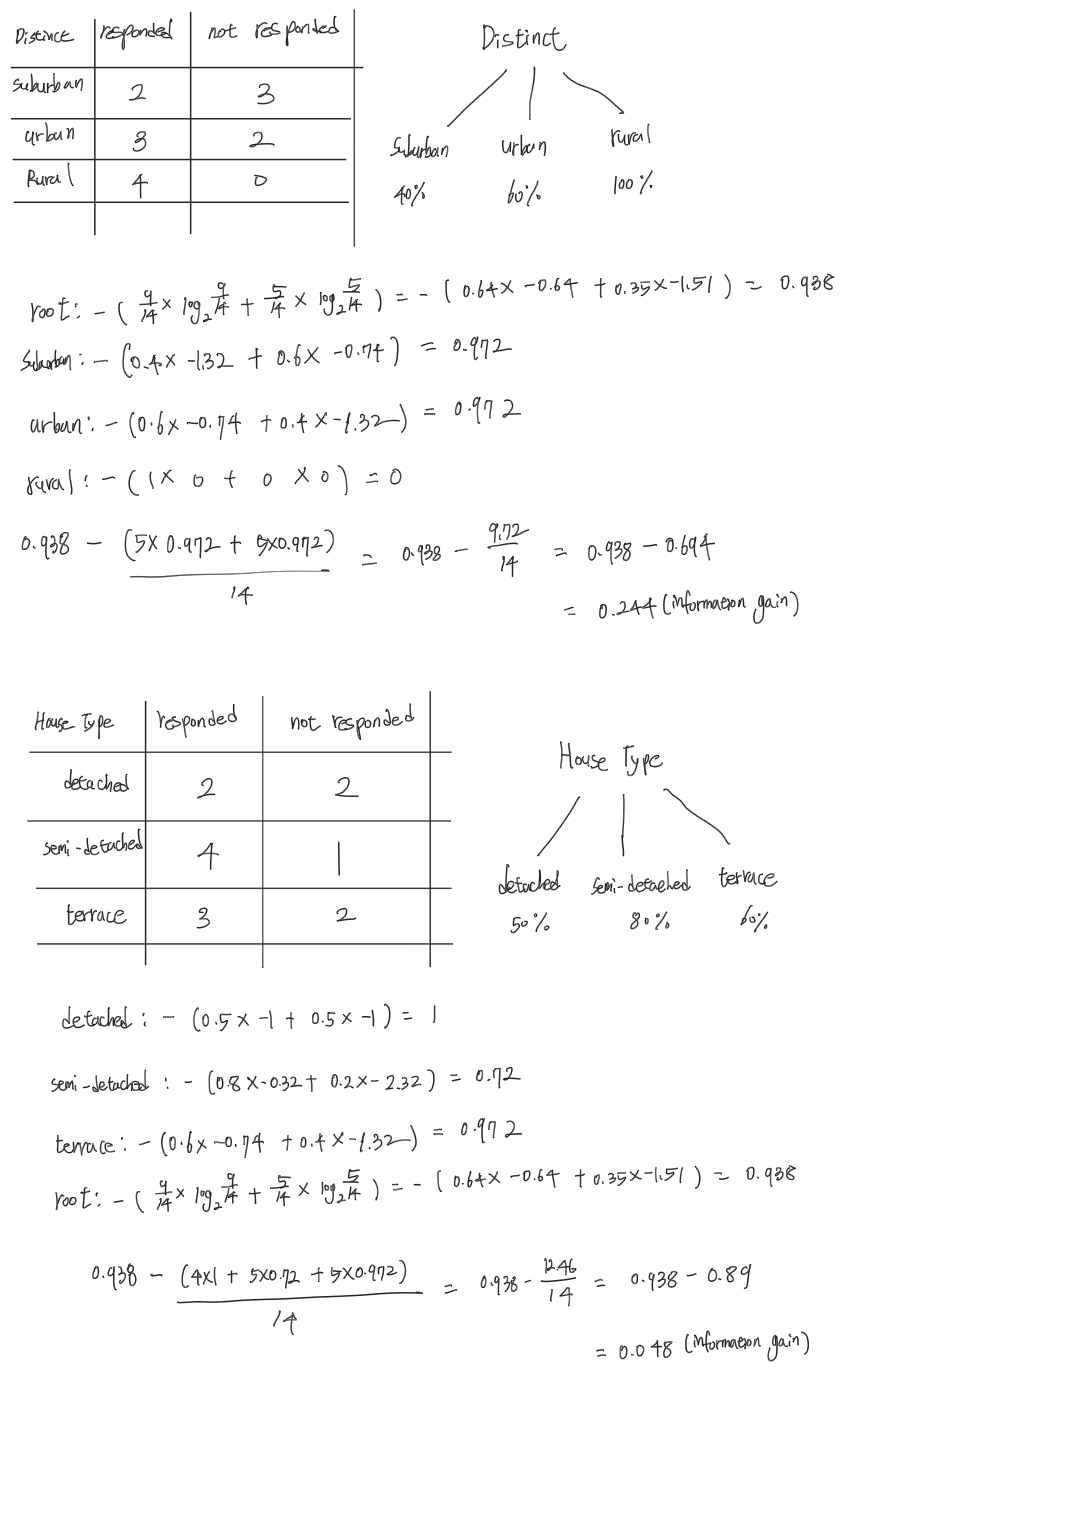 Distinct responded not responded
suburban 2 3
urban 3 2
Rural 4 0
Distinct
Suburban urban rural
40% 60% 100%
root: - ( 9/14 × log₂ 9/14 + 5/14 × log₂ 5/14 ) = - ( 0.64 × -0.64 + 0.35 × -1.51 ) = 0.938
Suburban : - (0.4 × -1.32 + 0.6 × -0.74) = 0.972
urban: - (0.6 × -0.74 + 0.4 × -1.32) = 0.972
rural : - ( 1 × 0 + 0 × 0 ) = 0
0.938 - (5 × 0.972 + 5×0.972) / 14 = 0.938 - 9.72 / 14 = 0.938 - 0.694
= 0.244 (information gain)
House Type responded not responded
detached 2 2
semi-detached 4 1
terrace 3 2
House Type
detached semi-detached terrace
50% 80% 60%
detached : - (0.5 × -1 + 0.5 × -1 ) = 1
semi-detached : - (0.8 × -0.32 + 0.2 × -2.32 ) = 0.72
terrace: - (0.6 × -0.74 + 0.4 × -1.32) = 0.972
root: - ( 9/14 × log₂ 9/14 + 5/14 × log₂ 5/14 ) = - ( 0.64 × -0.64 + 0.35 × -1.51 ) = 0.938
0.938 - (4×1 + 5×0.72 + 5×0.972) / 14 = 0.938 - 12.46 / 14 = 0.938 - 0.89
= 0.048 (information gain)